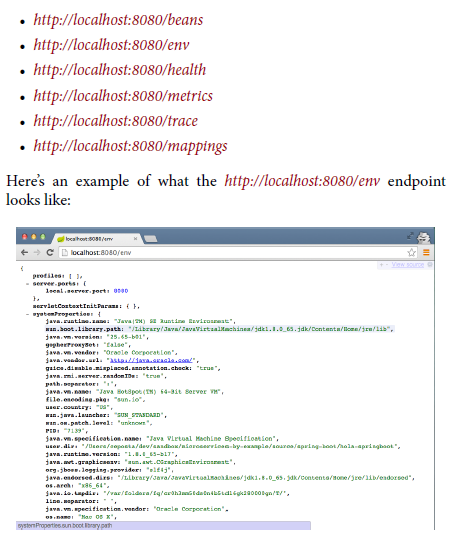 • http://localhost:8080/beans
• http://localhost:8080/env
• http://localhost:8080/health
• http://localhost:8080/metrics
• http://localhost:8080/trace
• http://localhost:8080/mappings
Here's an example of what the http://localhost:8080/env endpoint
looks like:
localhost:8080/env
localhost:8080/env
+ - View source
{
profiles: [ ],
- server.ports: {
local.server.port: 8080
},
servletContextInitParams: { },
- systemProperties: {
java.runtime.name: "Java(TM) SE Runtime Environment",
sun.boot.library.path: "/Library/Java/JavaVirtualMachines/jdk1.8.0_65.jdk/Contents/Home/jre/lib",
java.vm.version: "25.65-b01",
gopherProxySet: "false",
java.vm.vendor: "Oracle Corporation",
java.vendor.url: "http://java.oracle.com/",
guice.disable.misplaced.annotation.check: "true",
java.rmi.server.randomIDs: "true",
path.separator: ":",
java.vm.name: "Java HotSpot(TM) 64-Bit Server VM",
file.encoding.pkg: "sun.io",
user.country: "US",
sun.java.launcher: "SUN_STANDARD",
sun.os.patch.level: "unknown",
PID: "7139",
java.vm.specification.name: "Java Virtual Machine Specification",
user.dir: "/Users/ceposta/dev/sandbox/microservices-by-example/source/spring-boot/hola-springboot",
java.runtime.version: "1.8.0_65-b17",
java.awt.graphicsenv: "sun.awt.CGraphicsEnvironment",
org.jboss.logging.provider: "slf4j",
java.endorsed.dirs: "/Library/Java/JavaVirtualMachines/jdk1.8.0_65.jdk/Contents/Home/jre/lib/endorsed",
os.arch: "x86_64",
java.io.tmpdir:
line.separator: " ",
java.vm.specification.vendor: "Oracle Corporation",
os.name: "Mac OS X",
systemProperties.sun.boot.library.path